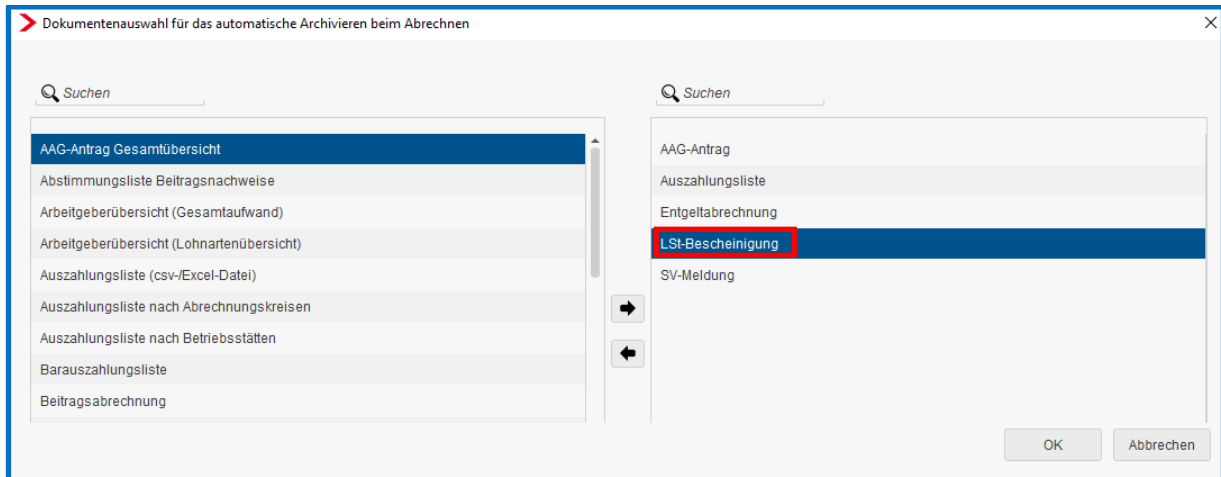 Dokumentenauswahl für das automatische Archivieren beim Abrechnen
Suchen
AAG-Antrag Gesamtübersicht
Abstimmungsliste Beitragsnachweise
Arbeitgeberübersicht (Gesamtaufwand)
Arbeitgeberübersicht (Lohnartenübersicht)
Auszahlungsliste (csv-/Excel-Datei)
Auszahlungsliste nach Abrechnungskreisen
Auszahlungsliste nach Betriebsstätten
Barauszahlungsliste
Beitragsabrechnung
Suchen
AAG-Antrag
Auszahlungsliste
Entgeltabrechnung
LSt-Bescheinigung
SV-Meldung
OK
Abbrechen